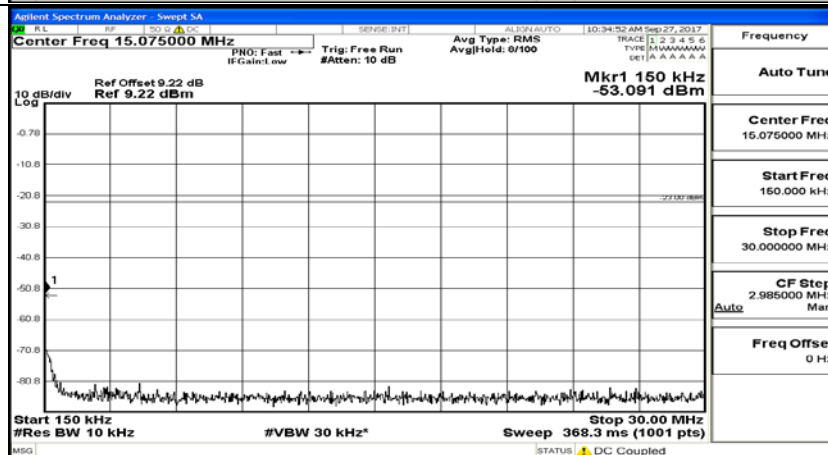 Agilent Spectrum Analyzer - Swept SA
RL RF 50 Ω DC SENSE:INT ALIGN AUTO 10:34:52 AM Sep 27, 2017
Center Freq 15.075000 MHz
PNO: Fast
IFGain:Low
Trig: Free Run
#Atten: 10 dB
Avg Type: RMS
Avg|Hold: 0/100
TRACE 1 2 3 4 5 6
TYPE MWWWWW
DET A A A A A A
Mkr1 150 kHz
-53.091 dBm
Ref Offset 9.22 dB
10 dB/div Ref 9.22 dBm
Log
-0.78
-10.8
-20.8
-23.00 dBm
-30.8
-40.8
-50.8
1
-60.8
-70.8
-80.8
Start 150 kHz Stop 30.00 MHz
#Res BW 10 kHz #VBW 30 kHz* Sweep 368.3 ms (1001 pts)
MSG STATUS DC Coupled
Frequency
Auto Tune
Center Freq
15.075000 MHz
Start Freq
150.000 kHz
Stop Freq
30.000000 MHz
CF Step
2.985000 MHz
Auto Man
Freq Offse
0 Hz